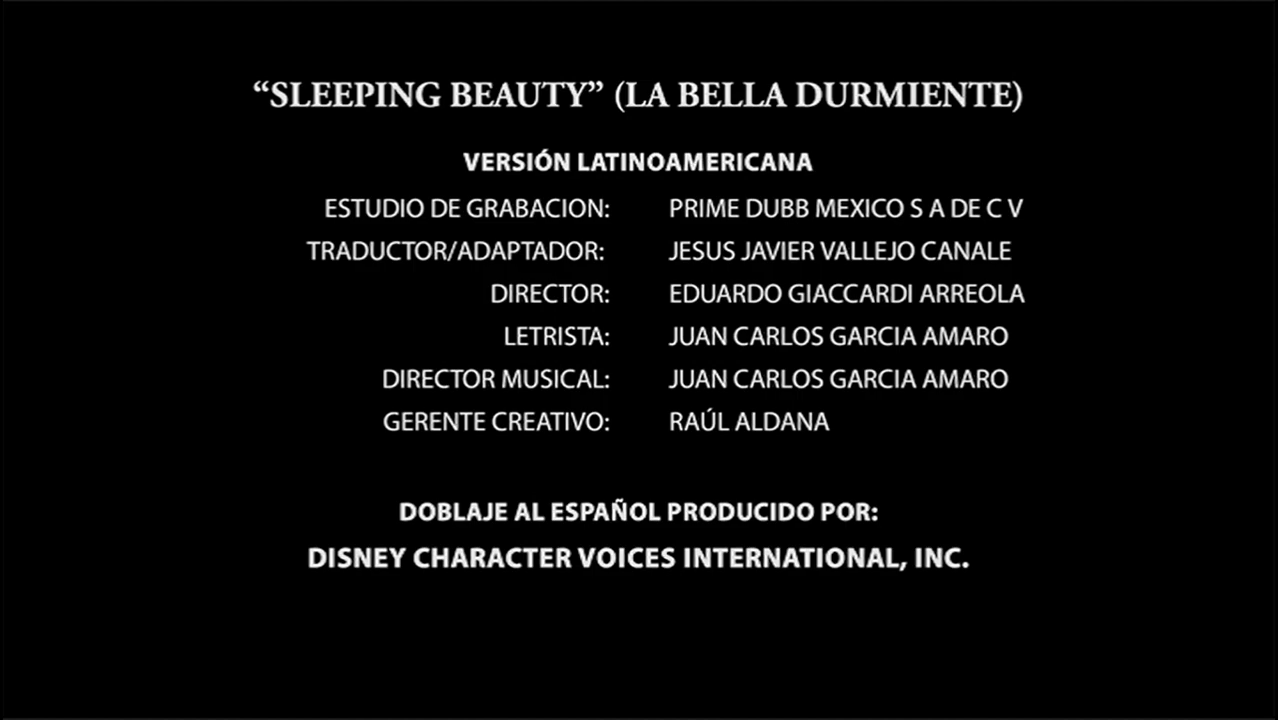 “SLEEPING BEAUTY” (LA BELLA DURMIENTE)
VERSIÓN LATINOAMERICANA
ESTUDIO DE GRABACION: PRIME DUBB MEXICO S A DE C V
TRADUCTOR/ADAPTADOR: JESUS JAVIER VALLEJO CANALE
DIRECTOR: EDUARDO GIACCARDI ARREOLA
LETRISTA: JUAN CARLOS GARCIA AMARO
DIRECTOR MUSICAL: JUAN CARLOS GARCIA AMARO
GERENTE CREATIVO: RAÚL ALDANA
DOBLAJE AL ESPAÑOL PRODUCIDO POR:
DISNEY CHARACTER VOICES INTERNATIONAL, INC.